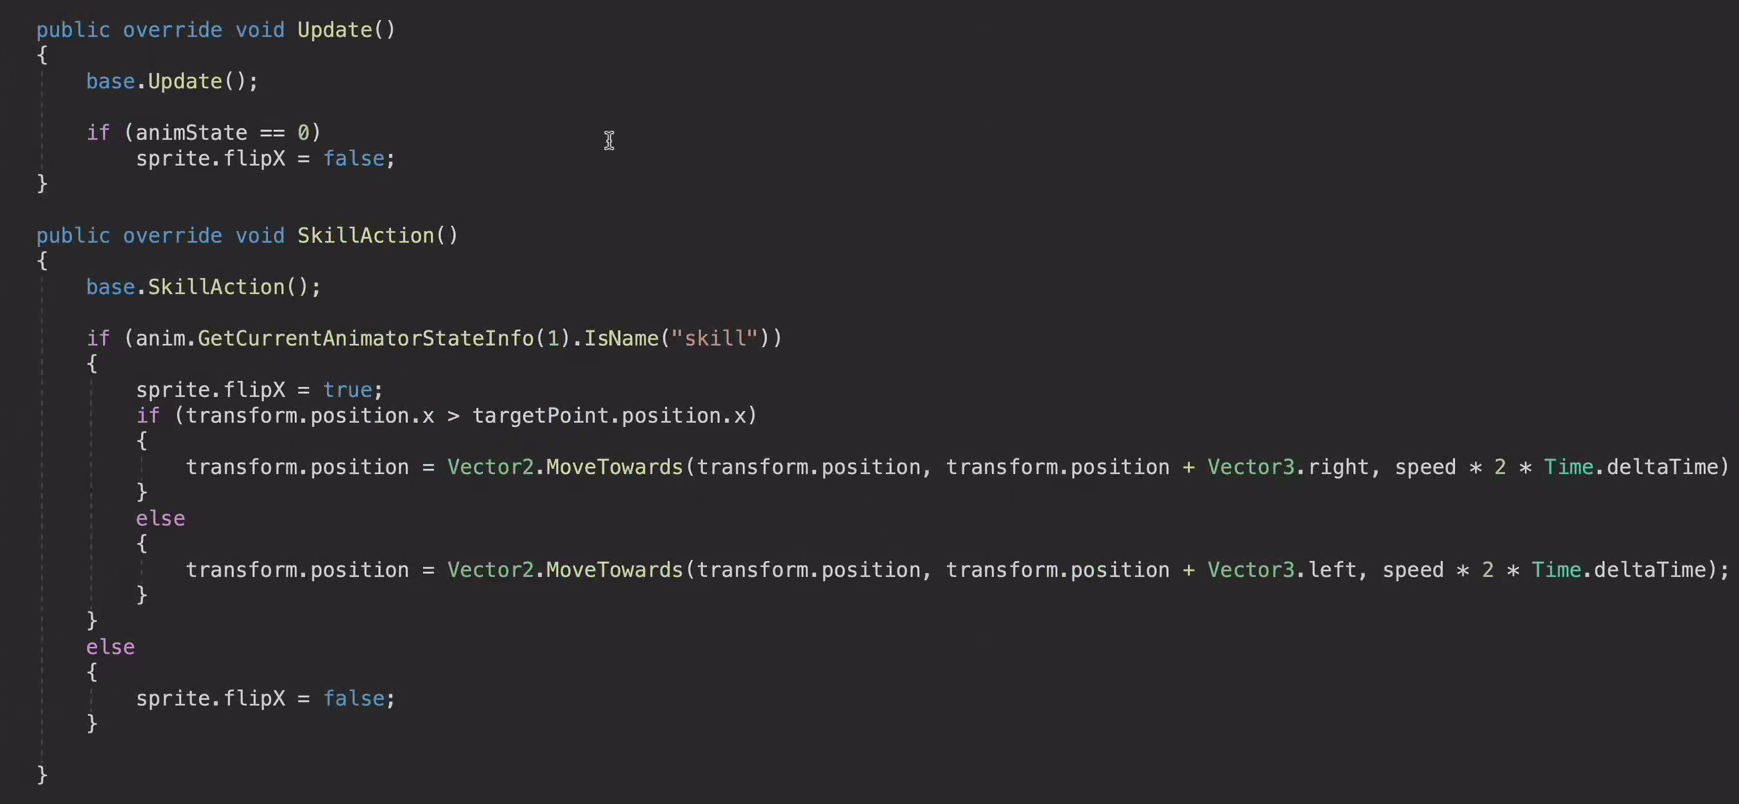 public override void Update()
{
base.Update();
if (animState == 0)
sprite.flipX = false;
}
public override void SkillAction()
{
base.SkillAction();
if (anim.GetCurrentAnimatorStateInfo(1).IsName("skill"))
{
sprite.flipX = true;
if (transform.position.x > targetPoint.position.x)
{
transform.position = Vector2.MoveTowards(transform.position, transform.position + Vector3.right, speed * 2 * Time.deltaTime)
}
else
{
transform.position = Vector2.MoveTowards(transform.position, transform.position + Vector3.left, speed * 2 * Time.deltaTime);
}
}
else
{
sprite.flipX = false;
}
}